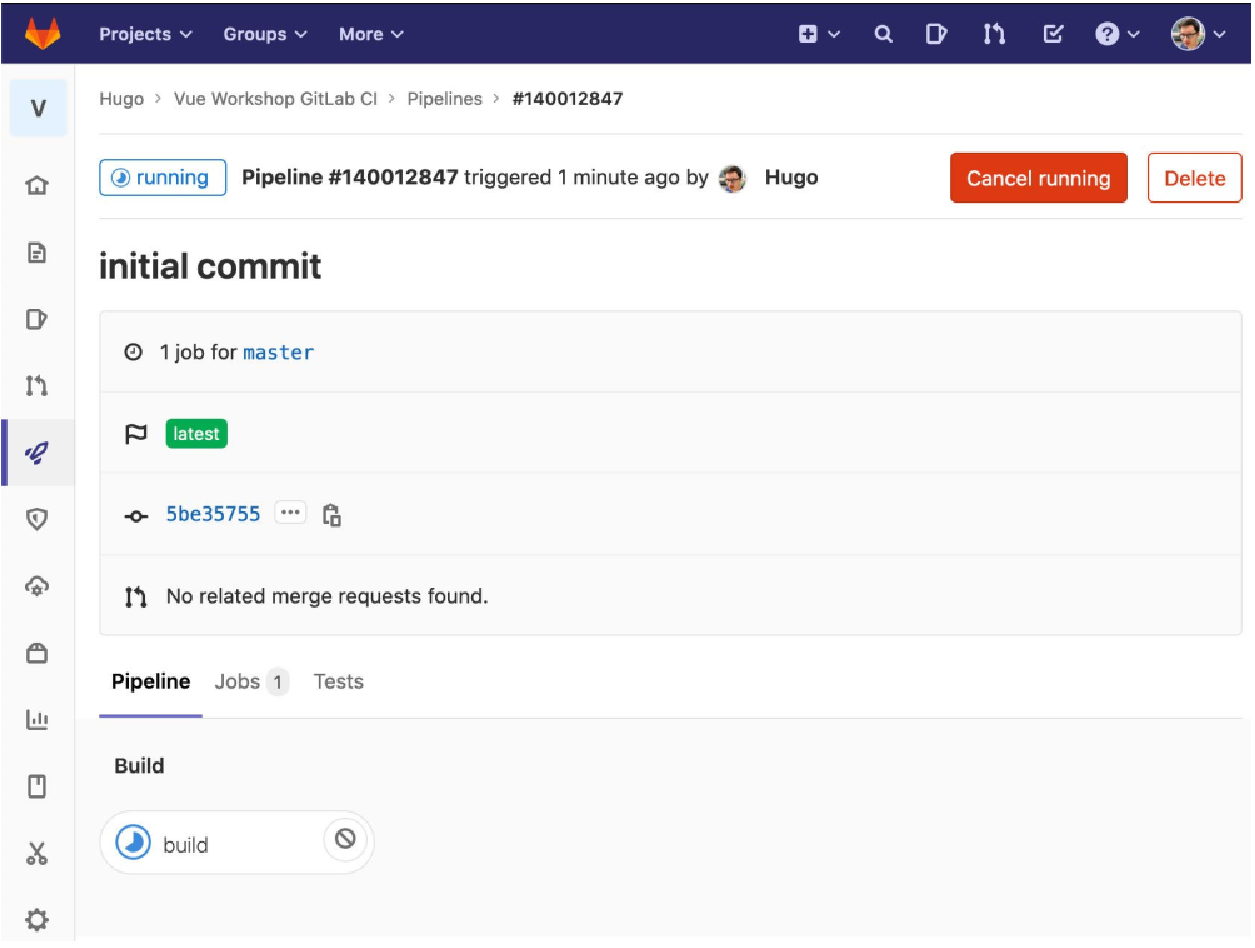 Projects Groups More
V
Hugo > Vue Workshop GitLab CI > Pipelines > #140012847
running Pipeline #140012847 triggered 1 minute ago by Hugo Cancel running Delete
initial commit
1 job for master
latest
5be35755 ...
No related merge requests found.
Pipeline Jobs 1 Tests
Build
build